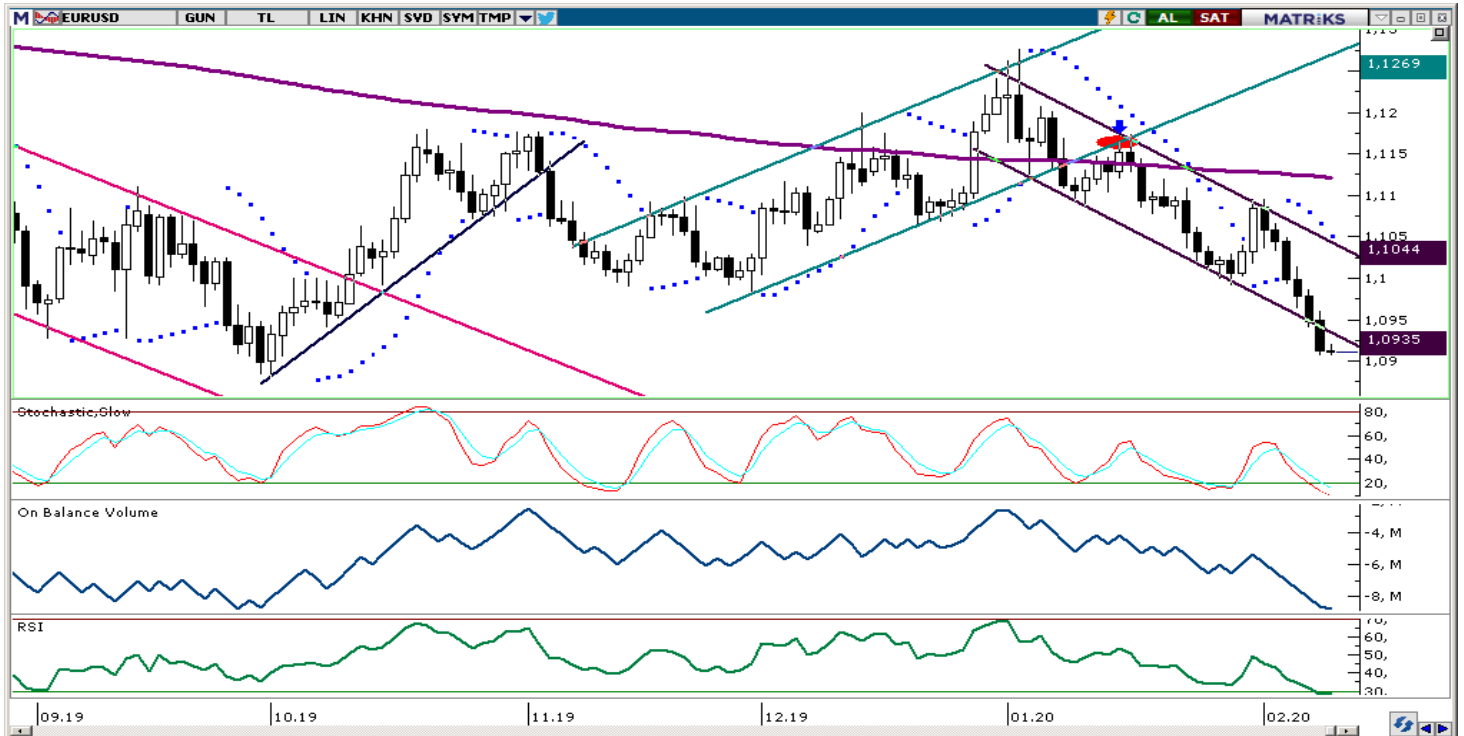 M EURUSD GUN TL LIN KHN SVD SYM TMP AL SAT MATRiKS
1,13
1,1269
1,12
1,115
1,11
1,105
1,1044
1,1
1,095
1,0935
1,09
Stochastic,Slow
80,
60,
40,
20,
On Balance Volume
-4, M
-6, M
-8, M
RSI
70,
60,
50,
40,
30,
09.19 10.19 11.19 12.19 01.20 02.20